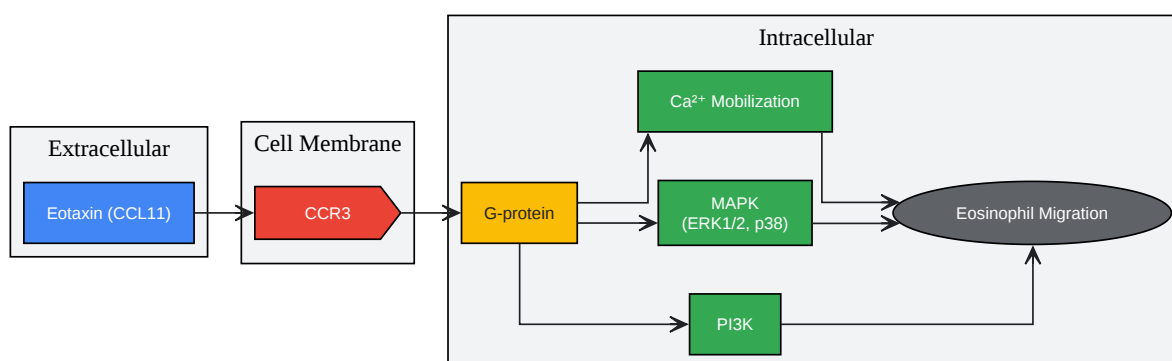 Extracellular
Eotaxin (CCL11)
Cell Membrane
CCR3
Intracellular
G-protein
Ca²⁺ Mobilization
MAPK
(ERK1/2, p38)
PI3K
Eosinophil Migration